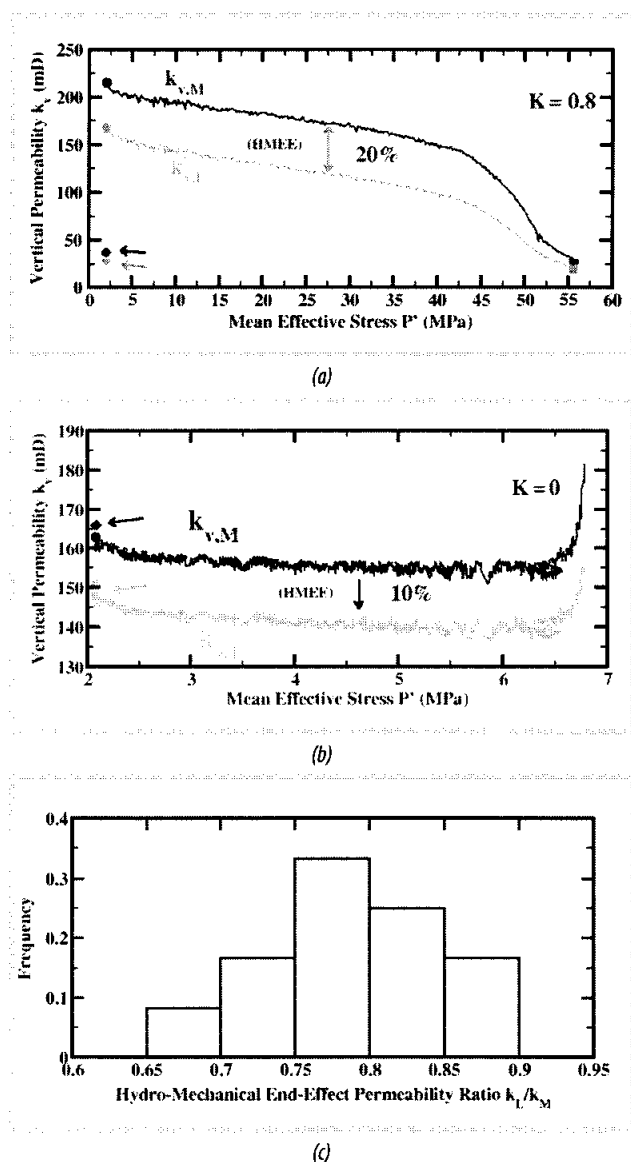 250
200
150
100
50
0
Vertical Permeability kv (mD)
kv,M
K = 0.8
(HMEE) 20%
0 5 10 15 20 25 30 35 40 45 50 55 60
Mean Effective Stress P' (MPa)
(a)
190
180
170
160
150
140
130
Vertical Permeability kv (mD)
K = 0
kv,M
(HMEE) 10%
2 3 4 5 6 7
Mean Effective Stress P' (MPa)
(b)
0.4
0.3
0.2
0.1
0
Frequency
0.6 0.65 0.7 0.75 0.8 0.85 0.9 0.95
Hydro-Mechanical End-Effect Permeability Ratio kL/kM
(c)